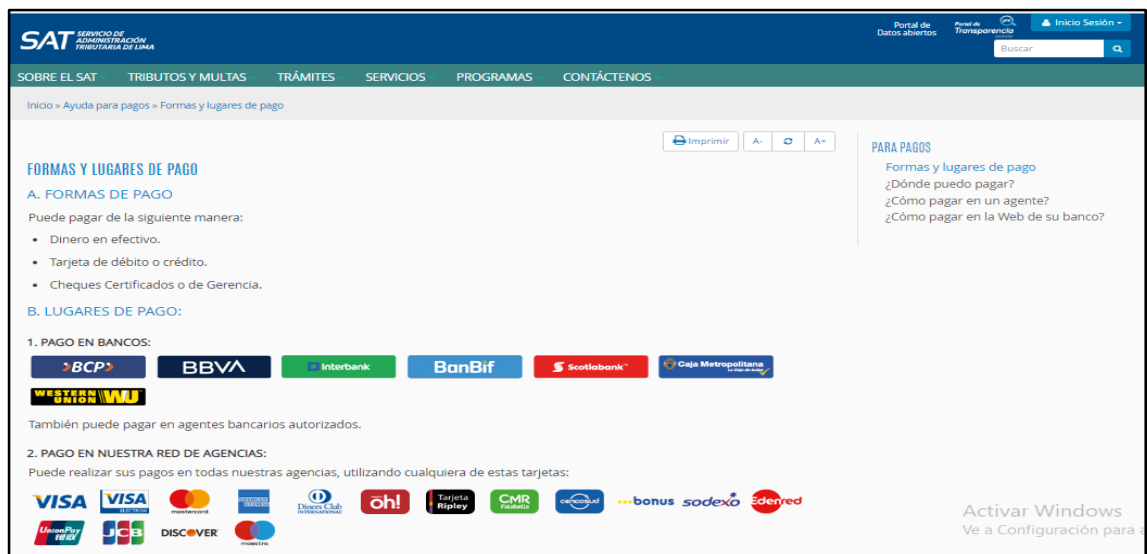 SAT SERVICIO DE
ADMINISTRACIÓN
TRIBUTARIA DE LIMA
Portal de
Datos abiertos
Portal de
Transparencia
Inicio Sesión
Buscar
SOBRE EL SAT TRIBUTOS Y MULTAS TRÁMITES SERVICIOS PROGRAMAS CONTÁCTENOS
Inicio » Ayuda para pagos » Formas y lugares de pago
Imprimir A- A+
PARA PAGOS
Formas y lugares de pago
¿Dónde puedo pagar?
¿Cómo pagar en un agente?
¿Cómo pagar en la Web de su banco?
FORMAS Y LUGARES DE PAGO
A. FORMAS DE PAGO
Puede pagar de la siguiente manera:
• Dinero en efectivo.
• Tarjeta de débito o crédito.
• Cheques Certificados o de Gerencia.
B. LUGARES DE PAGO:
1. PAGO EN BANCOS:
BCP BBVA Interbank BanBif Scotiabank Caja Metropolitana
WESTERN UNION WU
También puede pagar en agentes bancarios autorizados.
2. PAGO EN NUESTRA RED DE AGENCIAS:
Puede realizar sus pagos en todas nuestras agencias, utilizando cualquiera de estas tarjetas:
VISA VISA ELECTRON mastercard Diners Club INTERNATIONAL oh! Tarjeta Ripley CMR Falabella cencosud bonus sodexo Edenred
UnionPay JCB DISCOVER maestro
Activar Windows
Ve a Configuración para a